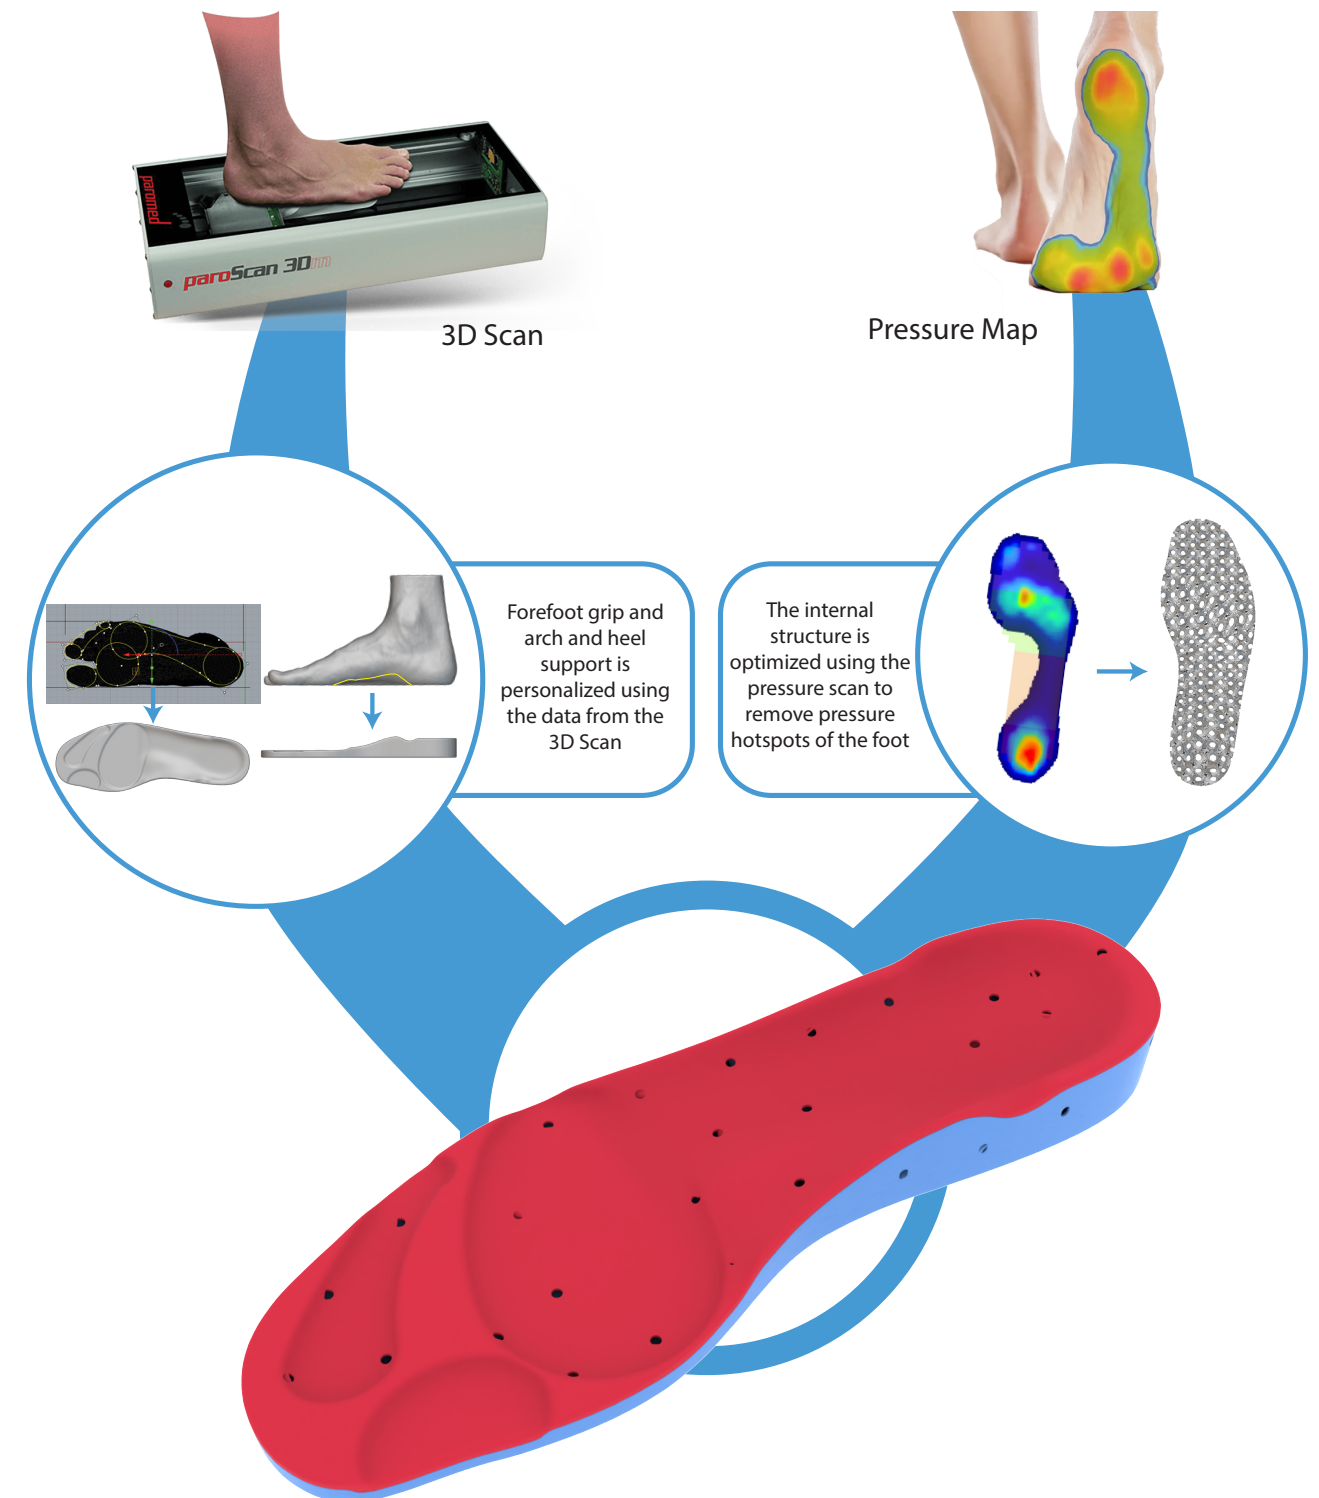 paromed
paroScan 3Dm
3D Scan
Pressure Map
Forefoot grip and
arch and heel
support is
personalized using
the data from the
3D Scan
The internal
structure is
optimized using the
pressure scan to
remove pressure
hotspots of the foot